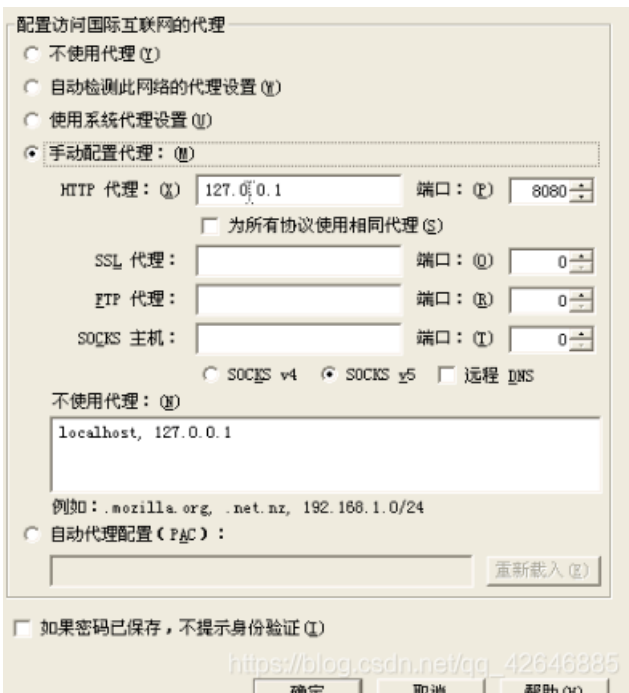 配置访问国际互联网的代理
不使用代理(Y)
自动检测此网络的代理设置(W)
使用系统代理设置(U)
手动配置代理：(M)
HTTP 代理：(X) 127.0.0.1 端口：(P) 8080
为所有协议使用相同代理(S)
SSL 代理： 端口：(O) 0
FTP 代理： 端口：(R) 0
SOCKS 主机： 端口：(T) 0
SOCKS v4 SOCKS v5 远程 DNS
不使用代理：(N)
localhost, 127.0.0.1
例如：.mozilla.org, .net.nz, 192.168.1.0/24
自动代理配置(PAC)：
重新载入(E)
如果密码已保存，不提示身份验证(I)
https://blog.csdn.net/qq_42646885
确定 取消 帮助(H)